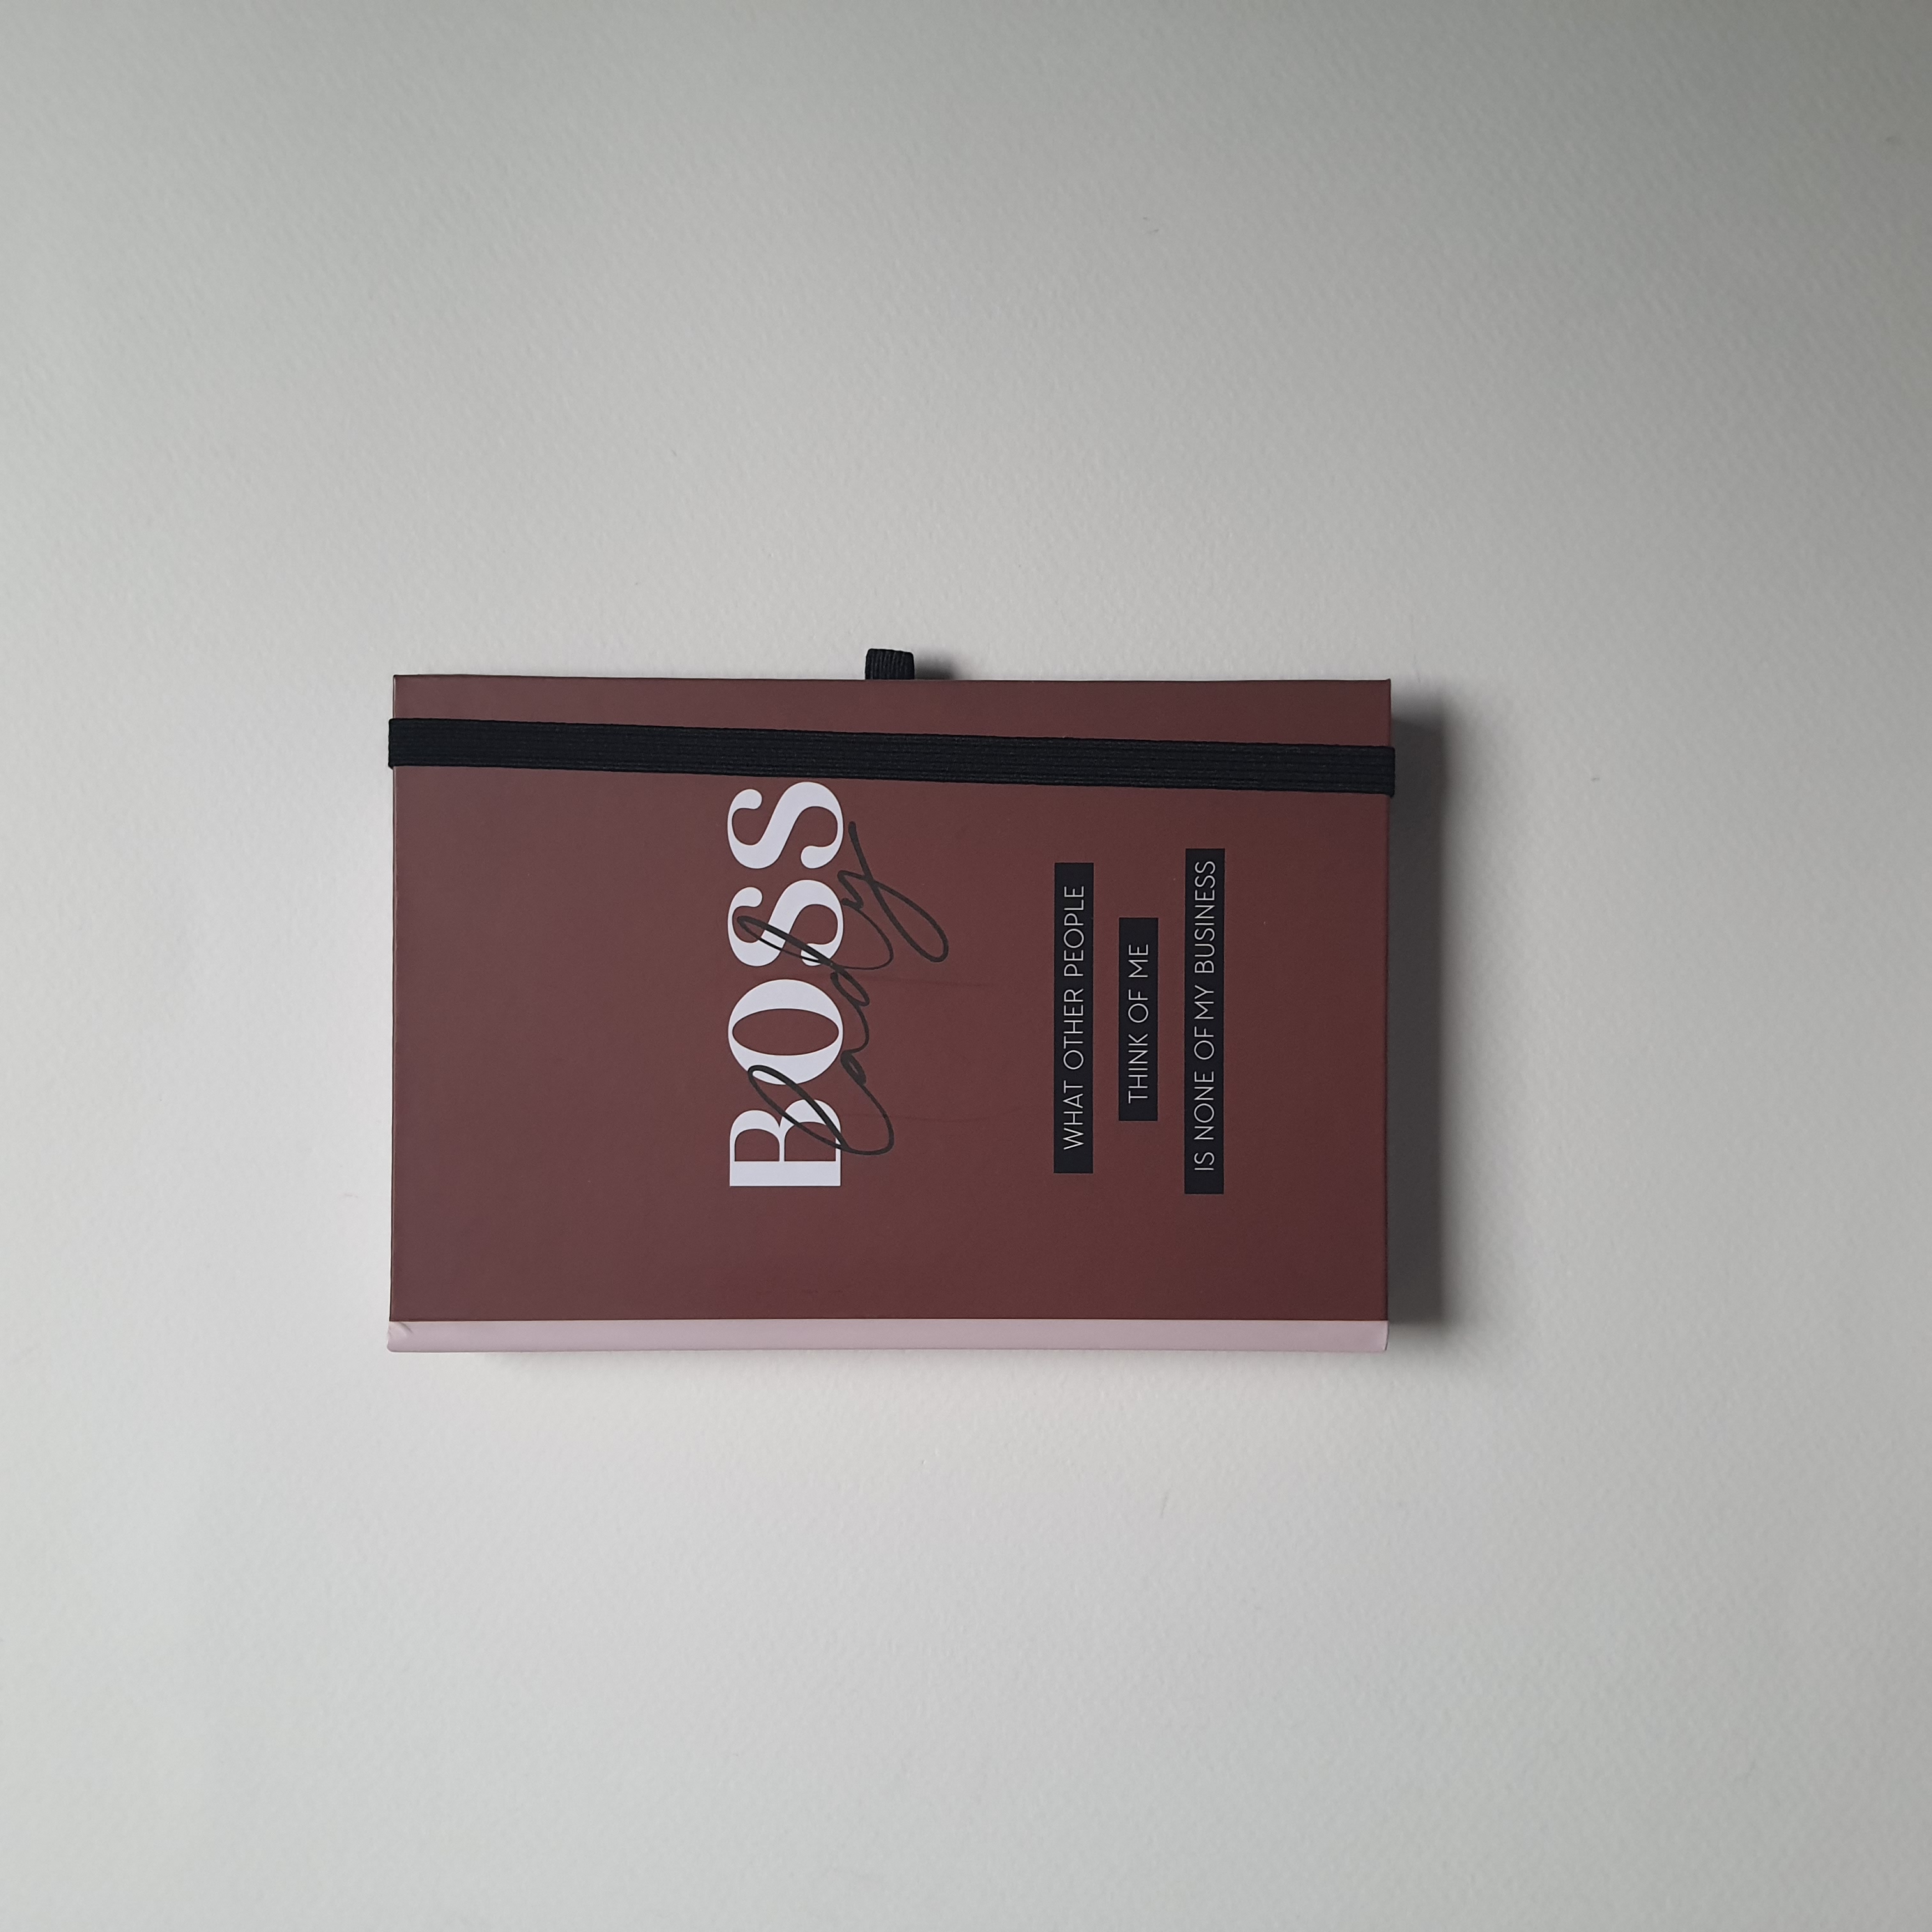 BOSS
lady
WHAT OTHER PEOPLE
THINK OF ME
IS NONE OF MY BUSINESS